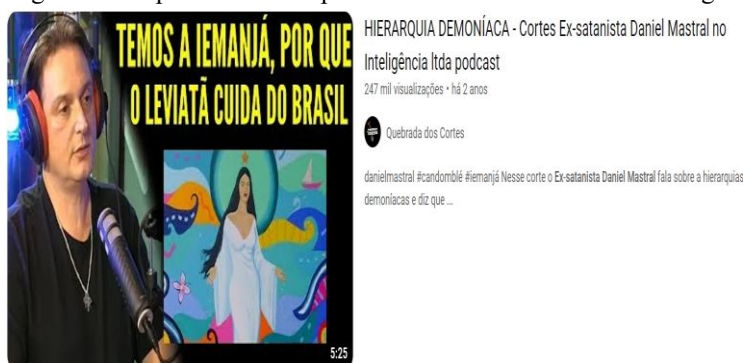 TEMOS A IEMANJÁ, POR QUE
O LEVIATÃ CUIDA DO BRASIL
5:25
HIERARQUIA DEMONÍACA - Cortes Ex-satanista Daniel Mastral no
Inteligência ltda podcast
247 mil visualizações • há 2 anos
Quebrada dos Cortes
danielmastral #candomblé #iemanjá Nesse corte o Ex-satanista Daniel Mastral fala sobre a hierarquias
demoníacas e diz que ...